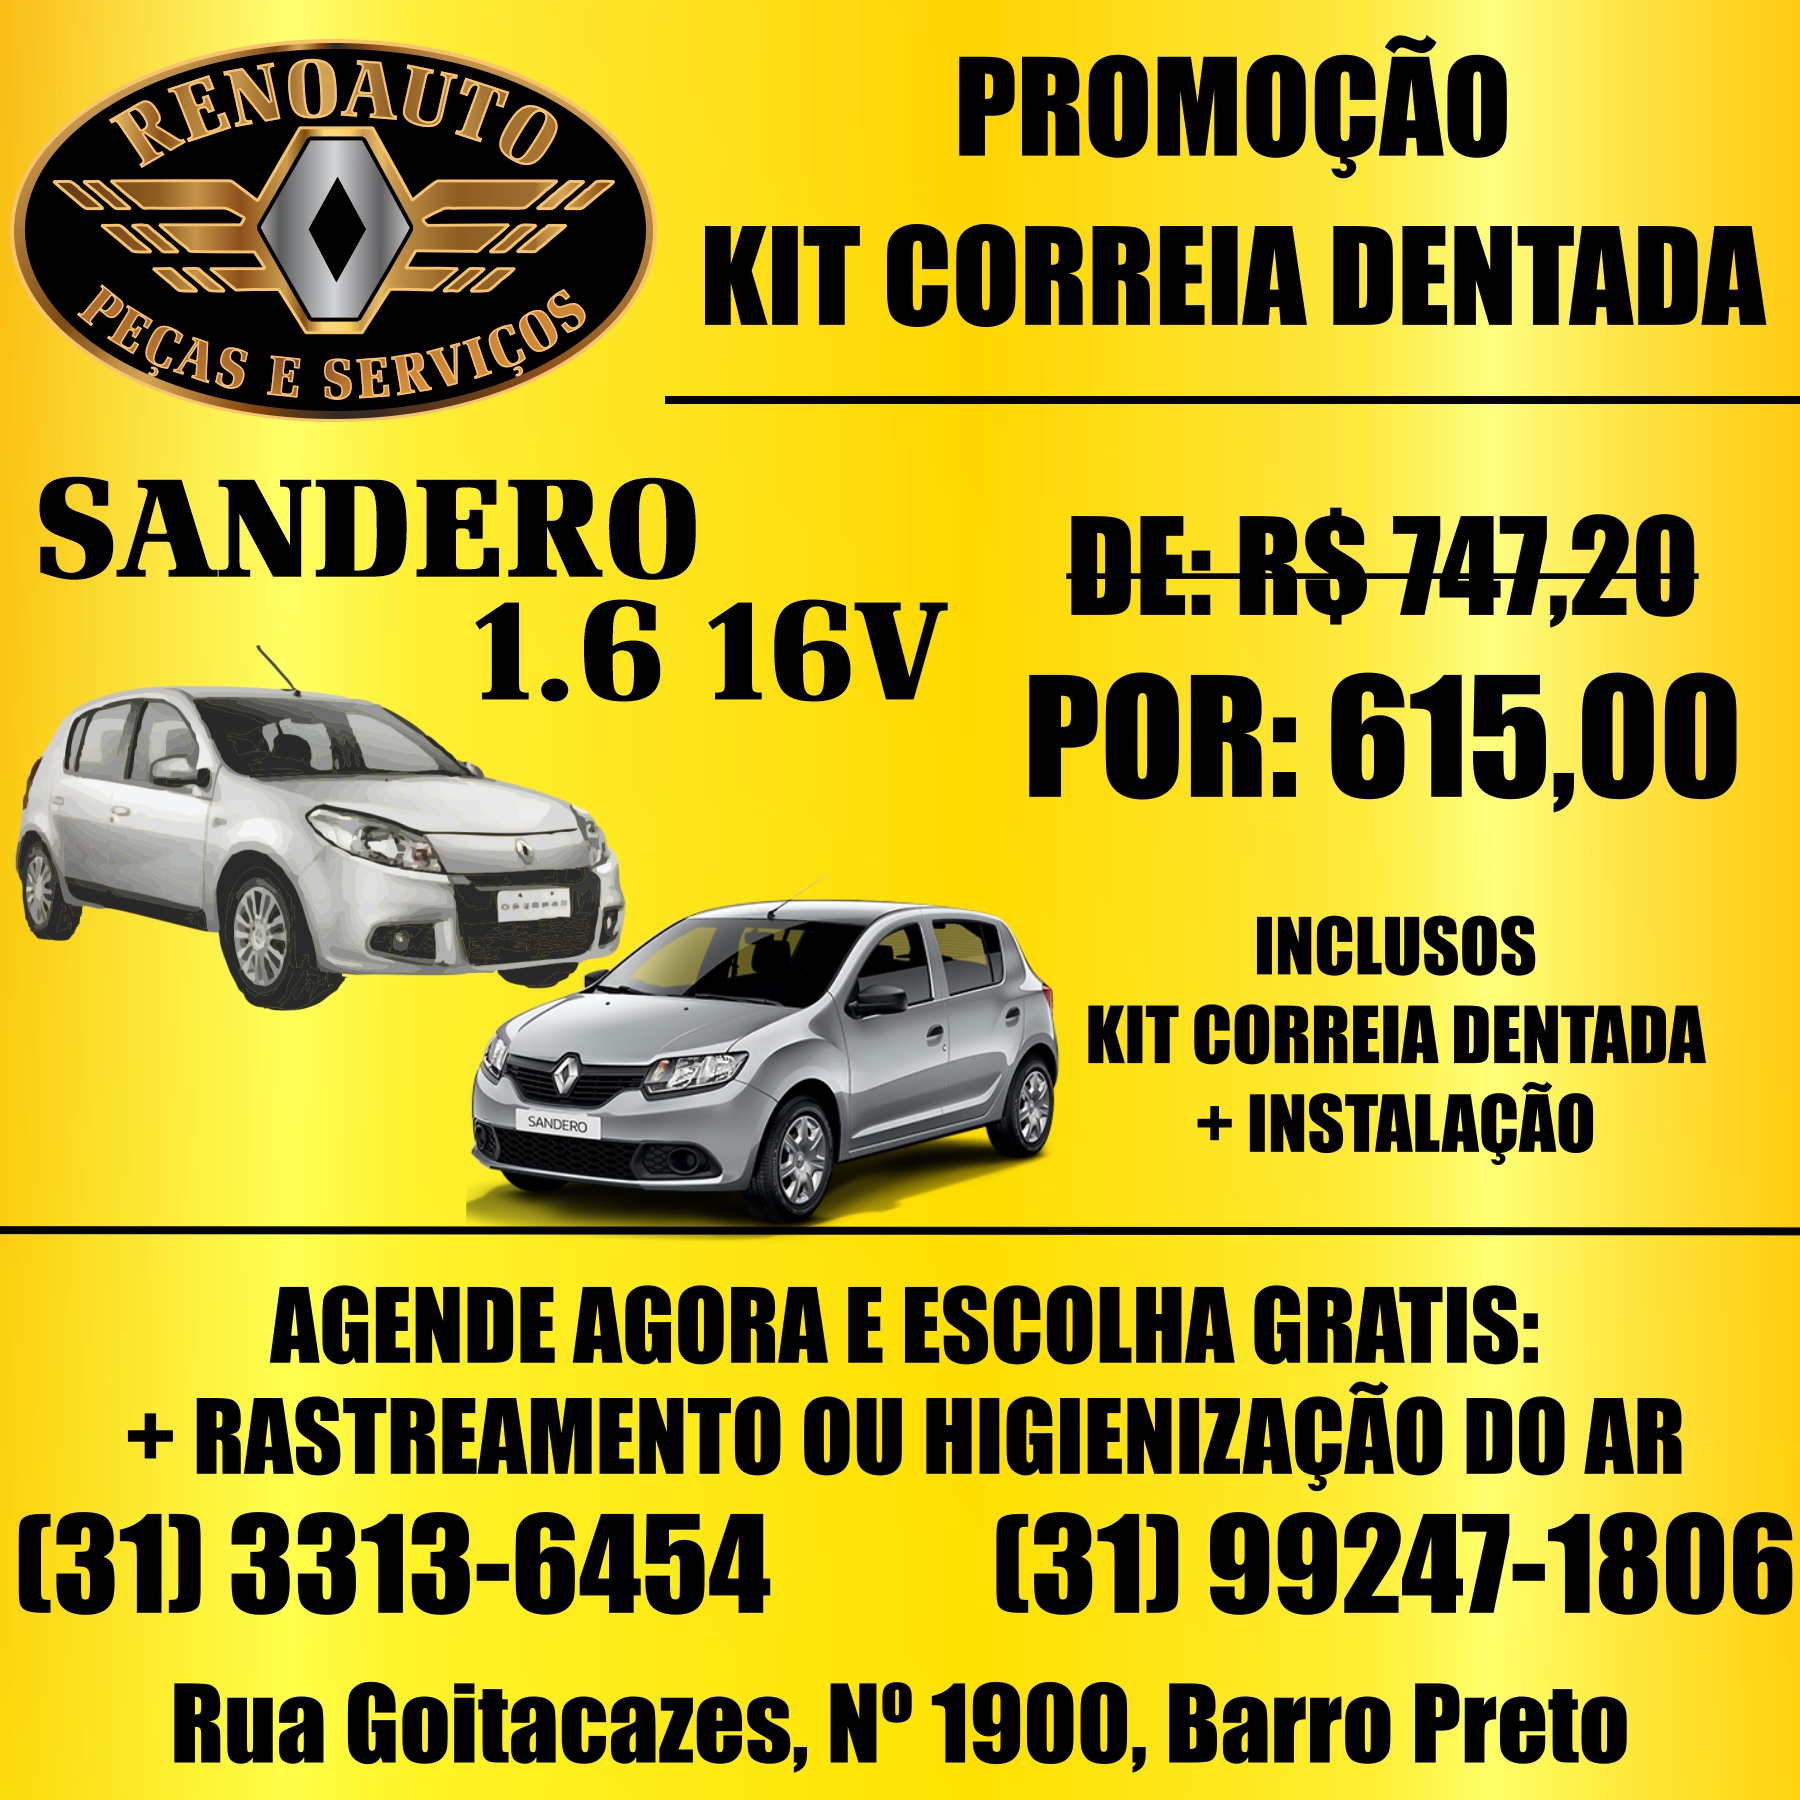 RENOAUTO
PEÇAS E SERVIÇOS
PROMOÇÃO
KIT CORREIA DENTADA
SANDERO
1.6 16V
DE: R$ 747,20
POR: 615,00
SANDERO
INCLUSOS
KIT CORREIA DENTADA
+ INSTALAÇÃO
AGENDE AGORA E ESCOLHA GRATIS:
+ RASTREAMENTO OU HIGIENIZAÇÃO DO AR
(31) 3313-6454
(31) 99247-1806
Rua Goitacazes, Nº 1900, Barro Preto